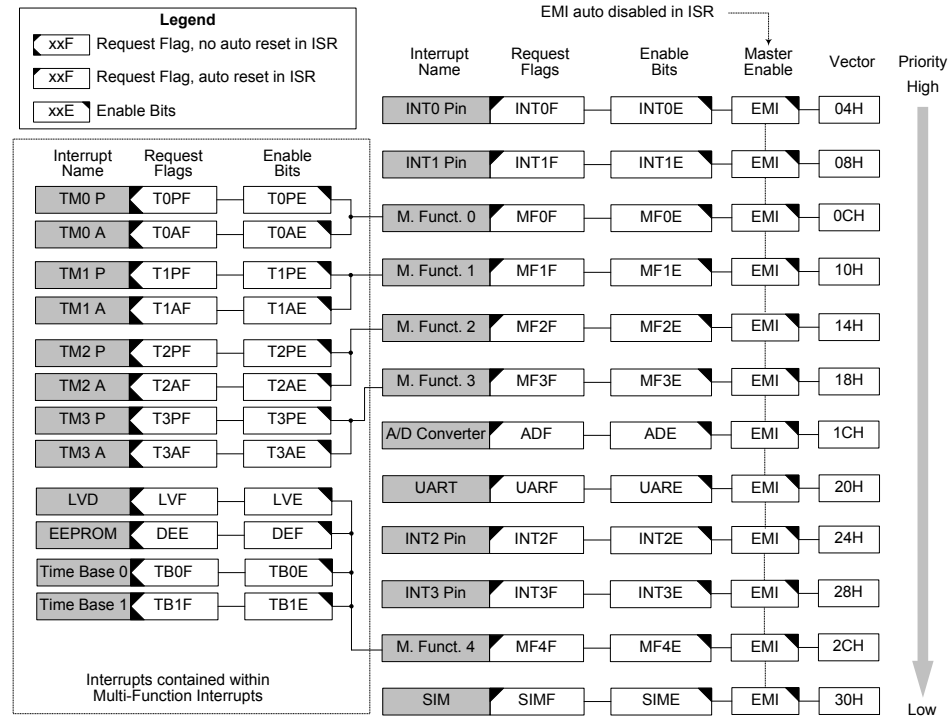 Legend
xxF Request Flag, no auto reset in ISR
xxF Request Flag, auto reset in ISR
xxE Enable Bits
EMI auto disabled in ISR
Interrupt Name Request Flags Enable Bits Master Enable Vector Priority
High
INT0 Pin INT0F INT0E EMI 04H
INT1 Pin INT1F INT1E EMI 08H
M. Funct. 0 MF0F MF0E EMI 0CH
M. Funct. 1 MF1F MF1E EMI 10H
M. Funct. 2 MF2F MF2E EMI 14H
M. Funct. 3 MF3F MF3E EMI 18H
A/D Converter ADF ADE EMI 1CH
UART UARF UARE EMI 20H
INT2 Pin INT2F INT2E EMI 24H
INT3 Pin INT3F INT3E EMI 28H
M. Funct. 4 MF4F MF4E EMI 2CH
SIM SIMF SIME EMI 30H
Low
Interrupt Name Request Flags Enable Bits
TM0 P T0PF T0PE
TM0 A T0AF T0AE
TM1 P T1PF T1PE
TM1 A T1AF T1AE
TM2 P T2PF T2PE
TM2 A T2AF T2AE
TM3 P T3PF T3PE
TM3 A T3AF T3AE
LVD LVF LVE
EEPROM DEE DEF
Time Base 0 TB0F TB0E
Time Base 1 TB1F TB1E
Interrupts contained within
Multi-Function Interrupts